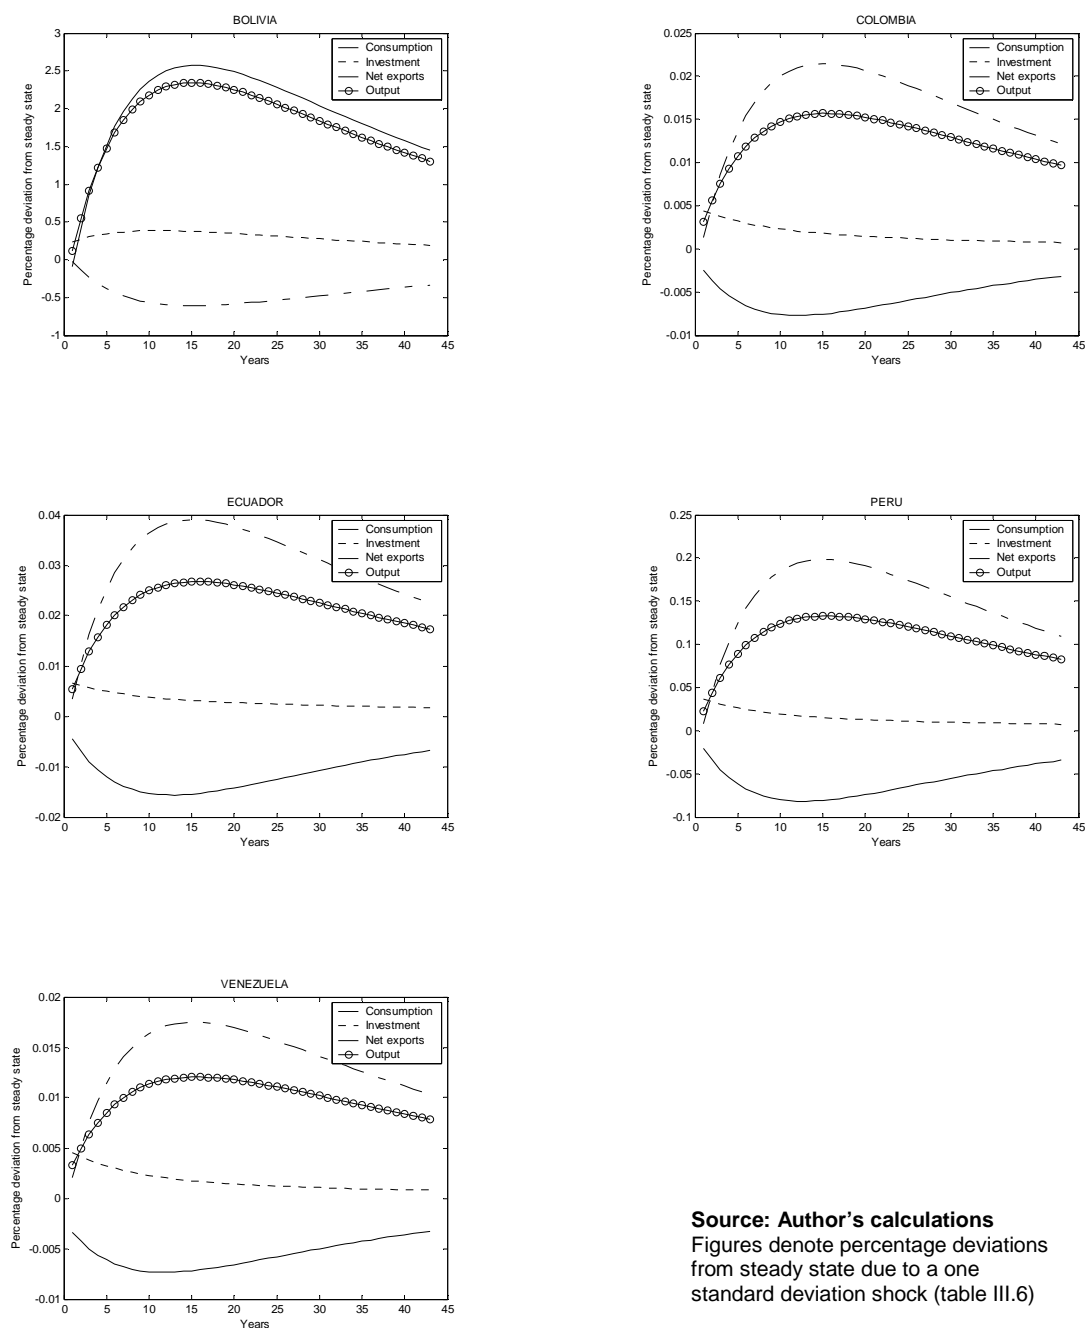 BOLIVIA
3
2.5
2
1.5
1
0.5
0
-0.5
-1
Percentage deviation from steady state
Consumption
Investment
Net exports
Output
0 5 10 15 20 25 30 35 40 45
Years
COLOMBIA
0.025
0.02
0.015
0.01
0.005
0
-0.005
-0.01
Percentage deviation from steady state
Consumption
Investment
Net exports
Output
0 5 10 15 20 25 30 35 40 45
Years
ECUADOR
0.04
0.03
0.02
0.01
0
-0.01
-0.02
Percentage deviation from steady state
Consumption
Investment
Net exports
Output
0 5 10 15 20 25 30 35 40 45
Years
PERU
0.25
0.2
0.15
0.1
0.05
0
-0.05
-0.1
Percentage deviation from steady state
Consumption
Investment
Net exports
Output
0 5 10 15 20 25 30 35 40 45
Years
VENEZUELA
0.02
0.015
0.01
0.005
0
-0.005
-0.01
Percentage deviation from steady state
Consumption
Investment
Net exports
Output
0 5 10 15 20 25 30 35 40 45
Years
Source: Author's calculations
Figures denote percentage deviations
from steady state due to a one
standard deviation shock (table III.6)